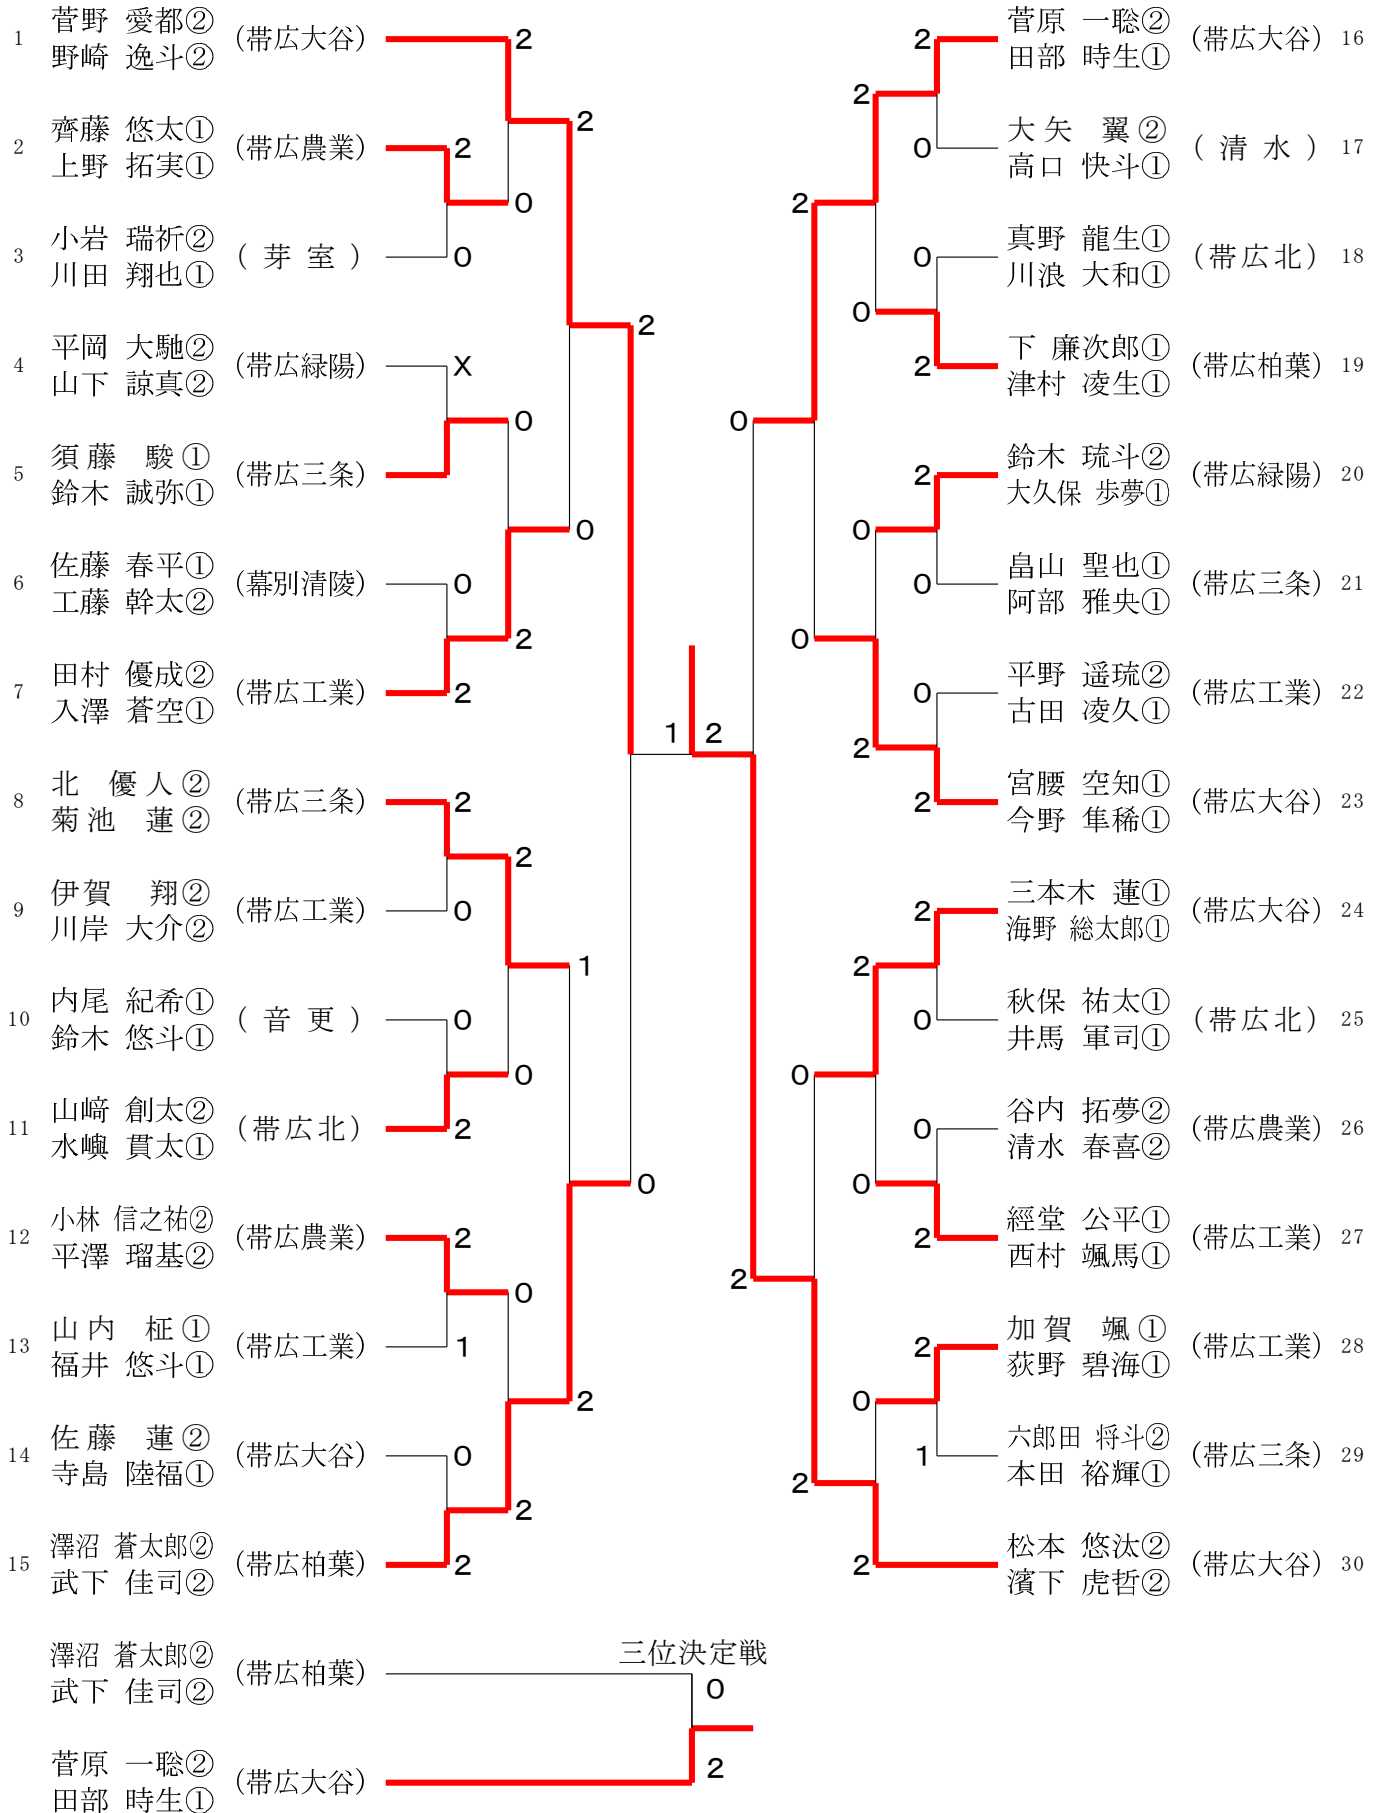 1 菅野 愛都② (帯広大谷) 2
野崎 逸斗②
2
2 齊藤 悠太① (帯広農業) 2
上野 拓実①
0
3 小岩 瑞祈② (芽室) 0
川田 翔也①
2
4 平岡 大馳② (帯広緑陽) X
山下 諒真②
0
5 須藤 駿① (帯広三条)
鈴木 誠弥①
0
6 佐藤 春平① (幕別清陵) 0
工藤 幹太②
2
7 田村 優成② (帯広工業) 2
入澤 蒼空①
1 2
8 北 優人② (帯広三条) 2
菊池 蓮②
2
9 伊賀 翔② (帯広工業) 0
川岸 大介②
1
10 内尾 紀希① (音更) 0
鈴木 悠斗①
0
11 山﨑 創太② (帯広北) 2
水嶼 貫太①
0
12 小林 信之祐② (帯広農業) 2
平澤 瑠基②
0
13 山内 柾① (帯広工業) 1
福井 悠斗①
2
14 佐藤 蓮② (帯広大谷) 0
寺島 陸福①
2
15 澤沼 蒼太郎② (帯広柏葉) 2
武下 佳司②
2 菅原 一聡② (帯広大谷) 16
田部 時生①
2
0 大矢 翼② (清水) 17
高口 快斗①
2
0 真野 龍生① (帯広北) 18
川浪 大和①
0
2 下 廉次郎① (帯広柏葉) 19
津村 凌生①
0
2 鈴木 琉斗② (帯広緑陽) 20
大久保 歩夢①
0
0 畠山 聖也① (帯広三条) 21
阿部 雅央①
0
0 平野 遥琉② (帯広工業) 22
古田 凌久①
2
2 宮腰 空知① (帯広大谷) 23
今野 隼稀①
2 三本木 蓮① (帯広大谷) 24
海野 総太郎①
2
0 秋保 祐太① (帯広北) 25
井馬 軍司①
0
0 谷内 拓夢② (帯広農業) 26
清水 春喜②
0
2 經堂 公平① (帯広工業) 27
西村 颯馬①
2
2 加賀 颯① (帯広工業) 28
荻野 碧海①
0
1 六郎田 将斗② (帯広三条) 29
本田 裕輝①
2
2 松本 悠汰② (帯広大谷) 30
濱下 虎哲②
三位決定戦
澤沼 蒼太郎② (帯広柏葉) 0
武下 佳司②
菅原 一聡② (帯広大谷) 2
田部 時生①